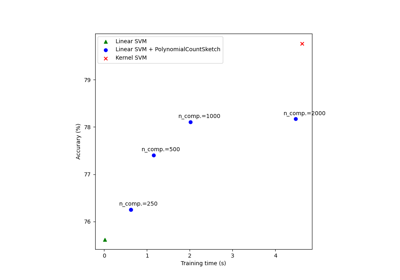 Linear SVM
Linear SVM + PolynomialCountSketch
Kernel SVM
79
78
77
76
n_comp.=2000
n_comp.=1000
n_comp.=500
n_comp.=250
Accurary (%)
0
1
2
3
4
Training time (s)